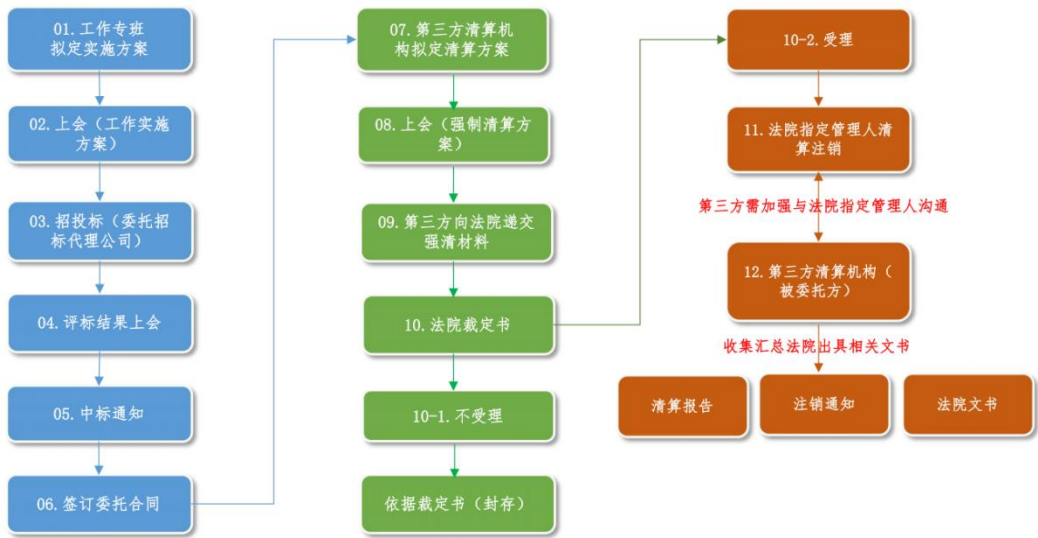 01.工作专班
拟定实施方案
02.上会（工作实施
方案）
03.招投标（委托招
标代理公司）
04.评标结果上会
05.中标通知
06.签订委托合同
07.第三方清算机
构拟定清算方案
08.上会（强制清算方
案）
09.第三方向法院递交
强清材料
10.法院裁定书
10-1.不受理
依据裁定书（封存）
10-2.受理
11.法院指定管理人清
算注销
第三方需加强与法院指定管理人沟通
12.第三方清算机构（
被委托方）
收集汇总法院出具相关文书
清算报告
注销通知
法院文书